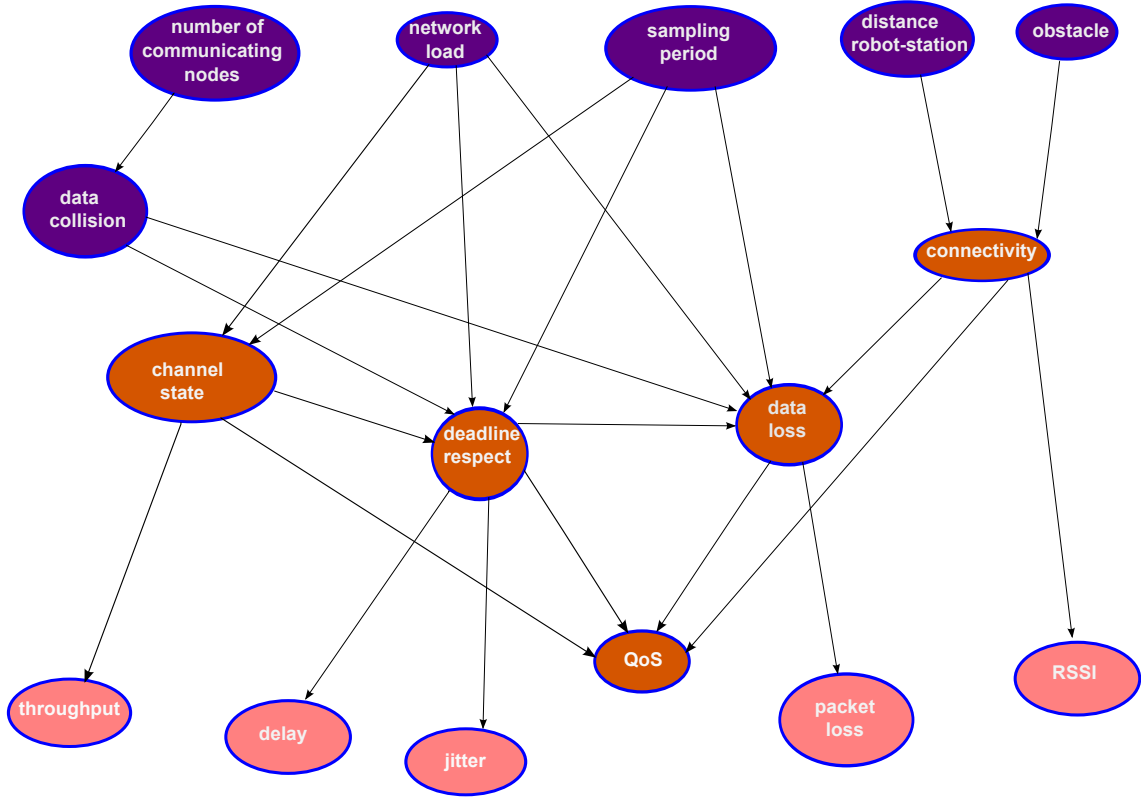 number of
communicating
nodes
network
load
sampling
period
distance
robot-station
obstacle
data
collision
connectivity
channel
state
deadline
respect
data
loss
QoS
throughput
delay
jitter
packet
loss
RSSI